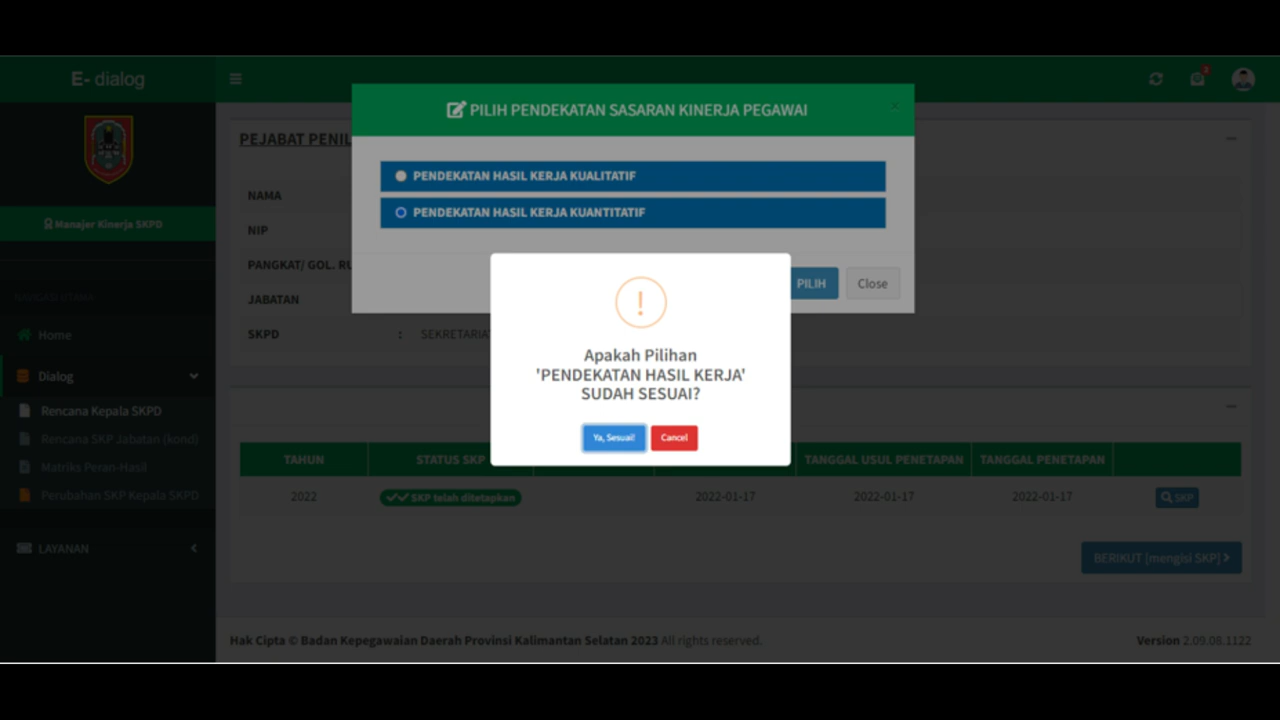 E- dialog
2
PILIH PENDEKATAN SASARAN KINERJA PEGAWAI
×
PEJABAT PENIL
PENDEKATAN HASIL KERJA KUALITATIF
PENDEKATAN HASIL KERJA KUANTITATIF
Manajer Kinerja SKPD
NAMA
NIP
PANGKAT/ GOL. RU
JABATAN
SKPD : SEKRETARIA
PILIH
Close
!
Apakah Pilihan
'PENDEKATAN HASIL KERJA'
SUDAH SESUAI?
Ya, Sesuai!
Cancel
Home
Dialog
Rencana Kepala SKPD
Rencana SKP Jabatan (kond)
Matriks Peran-Hasil
Perubahan SKP Kepala SKPD
LAYANAN
TAHUN STATUS SKP TANGGAL USUL PENETAPAN TANGGAL PENETAPAN
2022 SKP telah ditetapkan 2022-01-17 2022-01-17 2022-01-17 SKP
BERIKUT [mengisi SKP]
Hak Cipta © Badan Kepegawaian Daerah Provinsi Kalimantan Selatan 2023 All rights reserved.
Version 2.09.08.1122